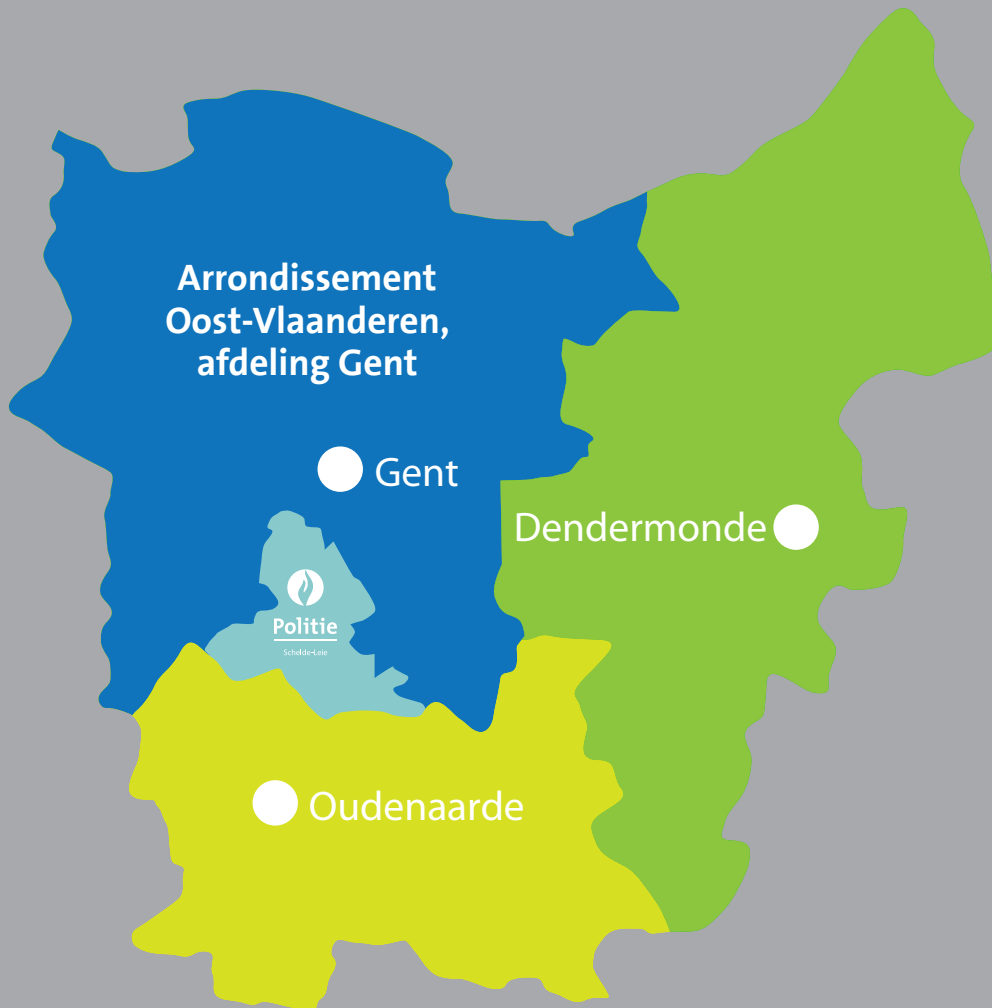 Arrondissement
Oost-Vlaanderen,
afdeling Gent
Gent
Dendermonde
Politie
Schelde-Leie
Oudenaarde